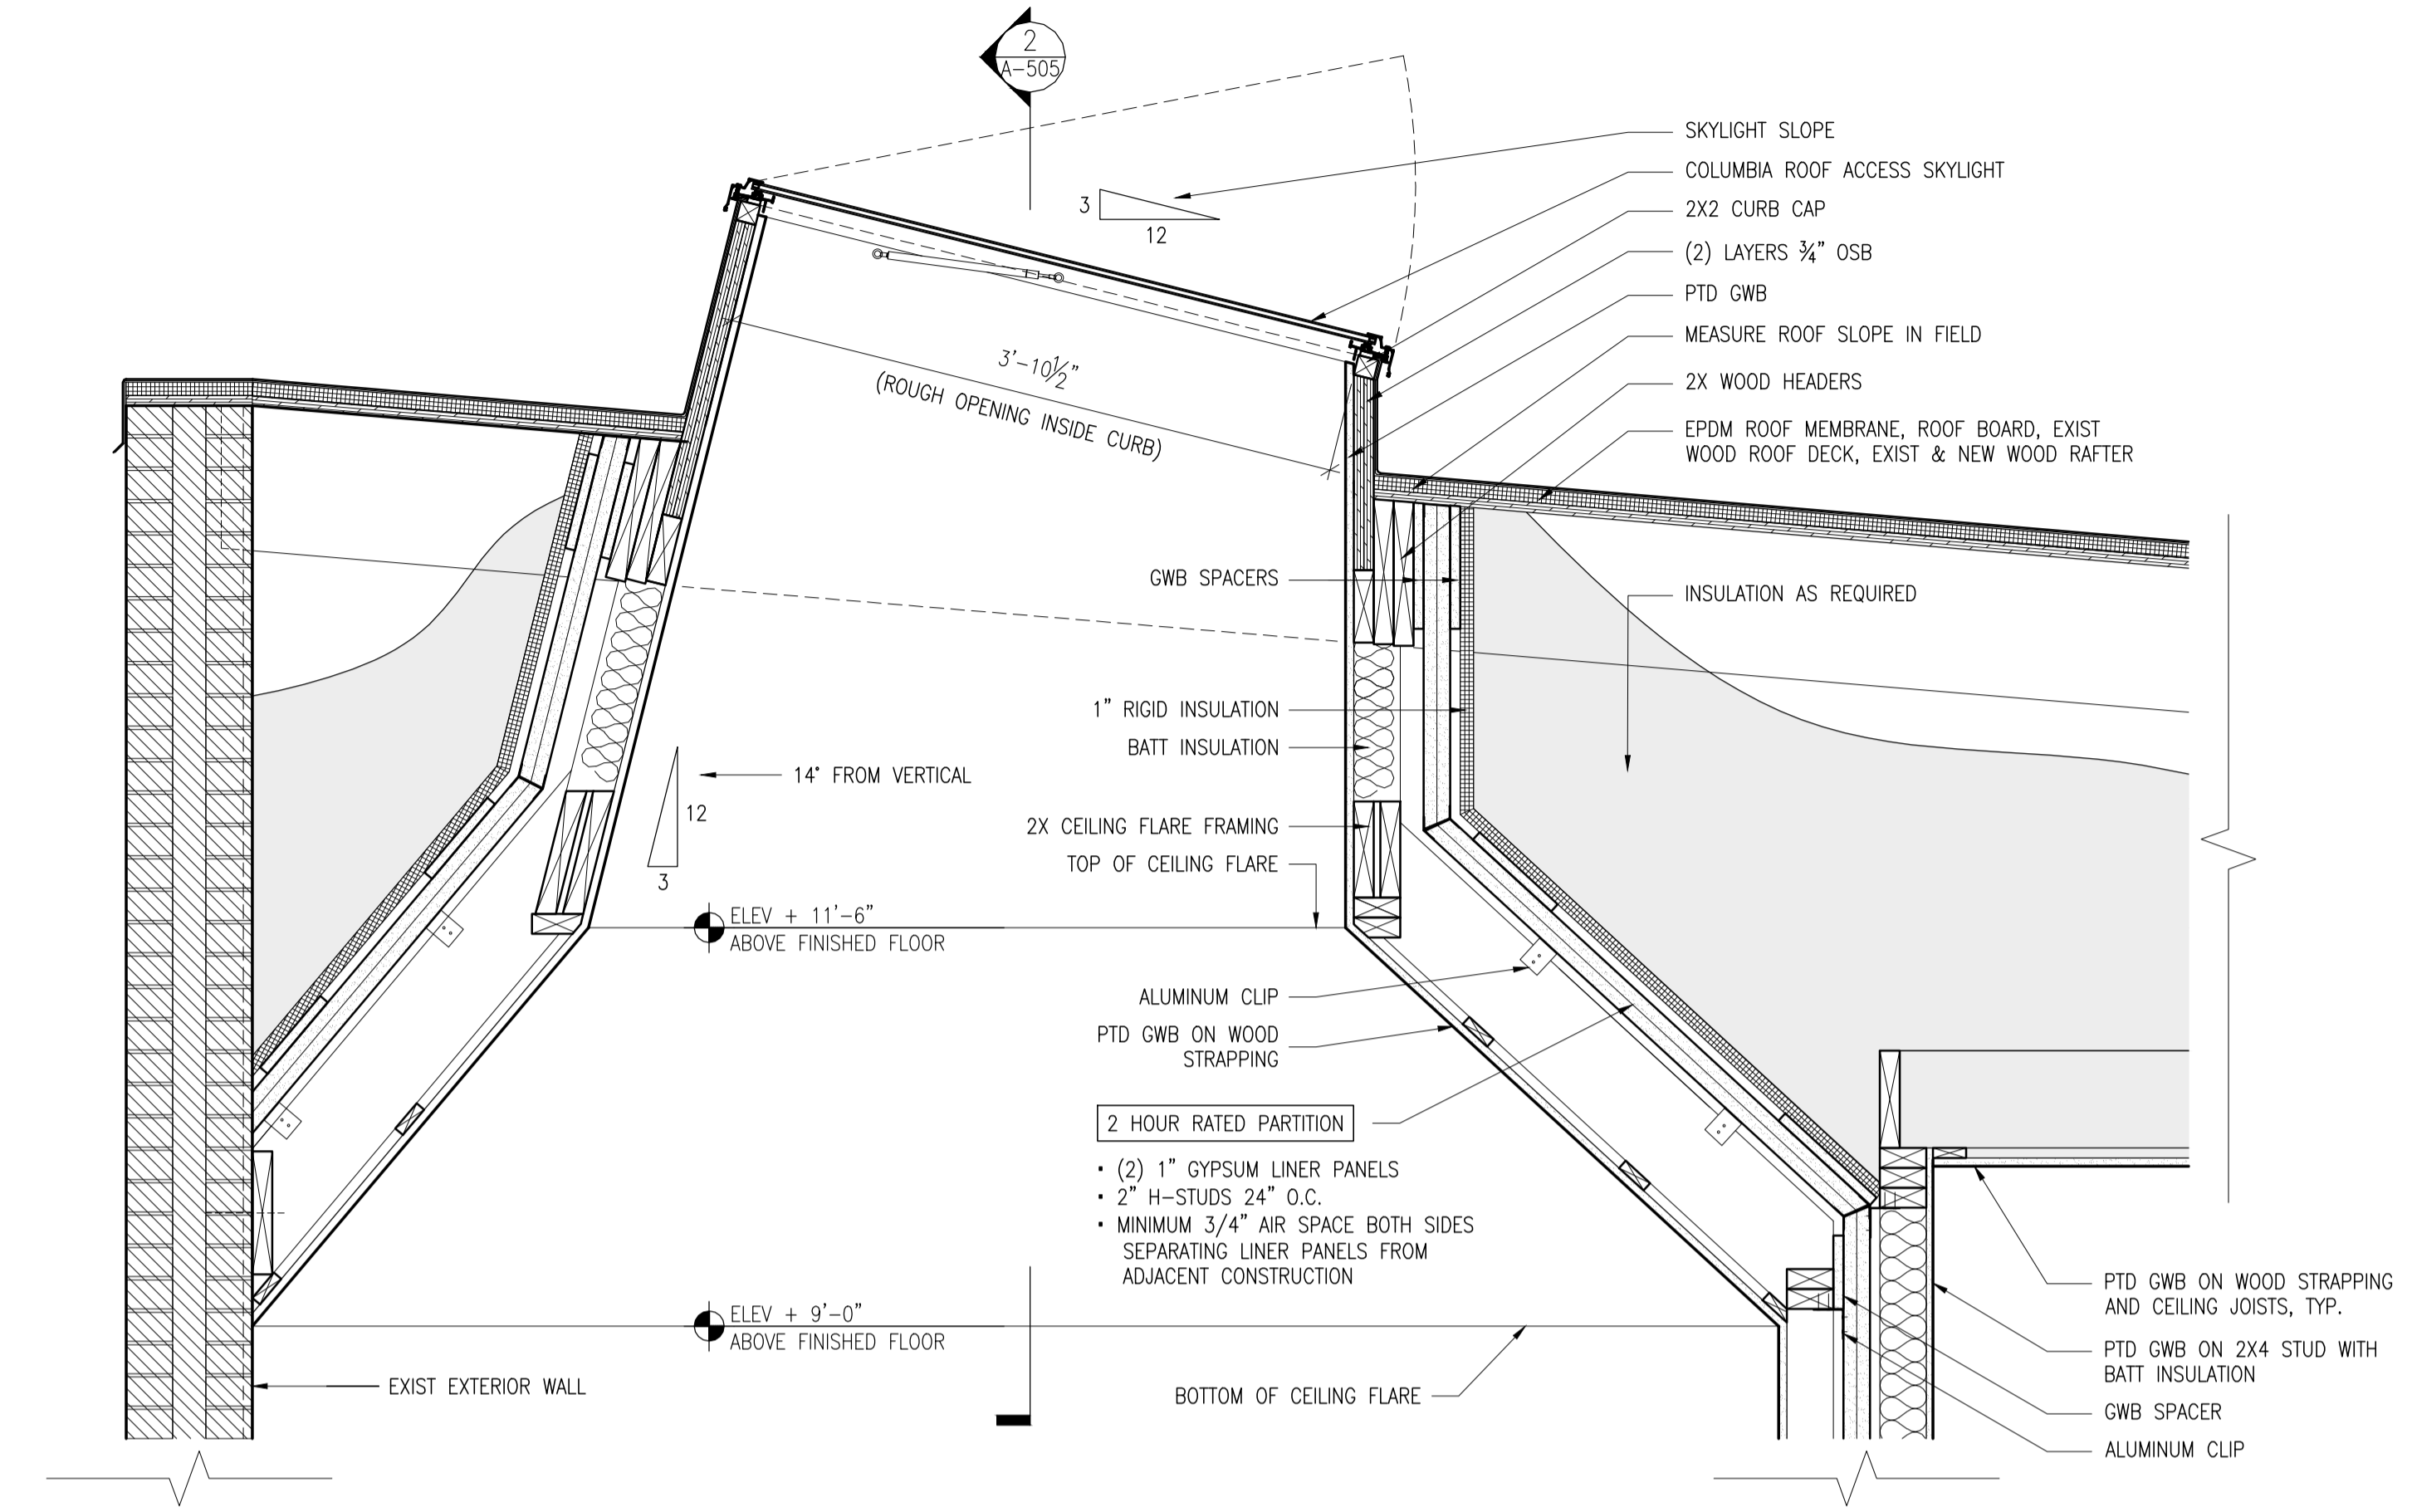 2
A-505
SKYLIGHT SLOPE
COLUMBIA ROOF ACCESS SKYLIGHT
2X2 CURB CAP
(2) LAYERS ¾" OSB
PTD GWB
MEASURE ROOF SLOPE IN FIELD
2X WOOD HEADERS
EPDM ROOF MEMBRANE, ROOF BOARD, EXIST
WOOD ROOF DECK, EXIST & NEW WOOD RAFTER
3
12
3'-10½"
(ROUGH OPENING INSIDE CURB)
GWB SPACERS
INSULATION AS REQUIRED
1" RIGID INSULATION
BATT INSULATION
14° FROM VERTICAL
12
3
2X CEILING FLARE FRAMING
TOP OF CEILING FLARE
ELEV + 11'-6"
ABOVE FINISHED FLOOR
ALUMINUM CLIP
PTD GWB ON WOOD
STRAPPING
2 HOUR RATED PARTITION
▪ (2) 1" GYPSUM LINER PANELS
▪ 2" H-STUDS 24" O.C.
▪ MINIMUM 3/4" AIR SPACE BOTH SIDES
SEPARATING LINER PANELS FROM
ADJACENT CONSTRUCTION
ELEV + 9'-0"
ABOVE FINISHED FLOOR
EXIST EXTERIOR WALL
BOTTOM OF CEILING FLARE
PTD GWB ON WOOD STRAPPING
AND CEILING JOISTS, TYP.
PTD GWB ON 2X4 STUD WITH
BATT INSULATION
GWB SPACER
ALUMINUM CLIP